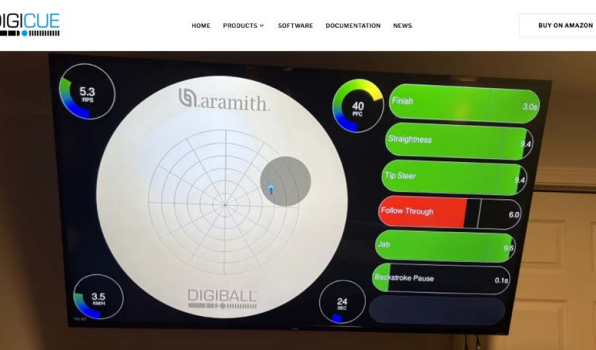 DIGICUE
HOME PRODUCTS SOFTWARE DOCUMENTATION NEWS
BUY ON AMAZON
5.3
RPS
aramith.
40
PFC
Finish 3.0s
Straightness 9.4
Tip Steer 9.4
Follow Through 6.0
Jab 9.6
Backstroke Pause 0.1s
DIGIBALL
3.5
KM/H
24
SEC